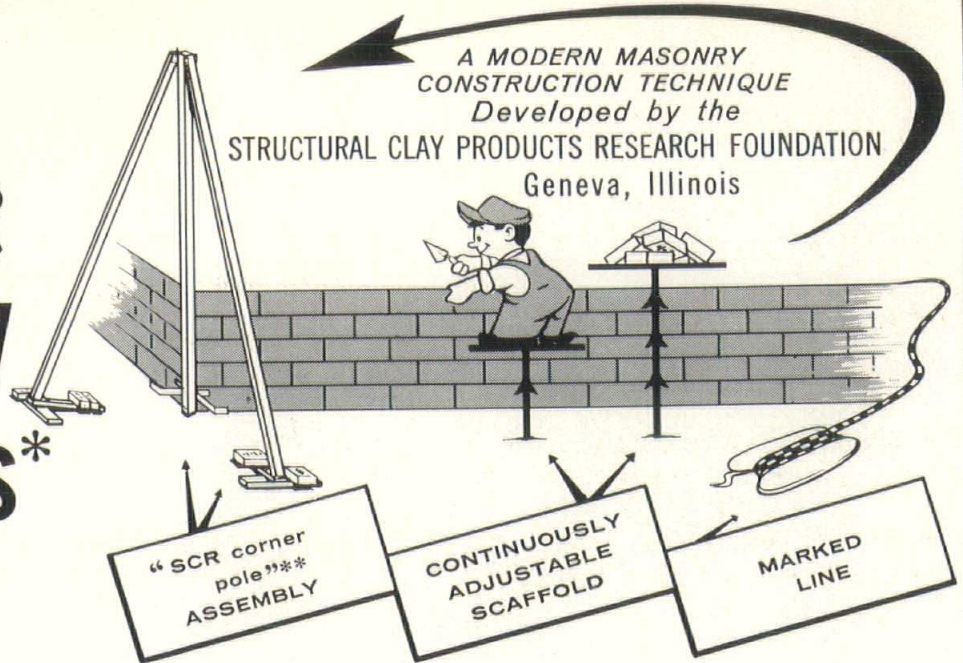 A MODERN MASONRY
CONSTRUCTION TECHNIQUE
Developed by the
STRUCTURAL CLAY PRODUCTS RESEARCH FOUNDATION
Geneva, Illinois
*
"SCR corner
pole"**
ASSEMBLY
CONTINUOUSLY
ADJUSTABLE
SCAFFOLD
MARKED
LINE